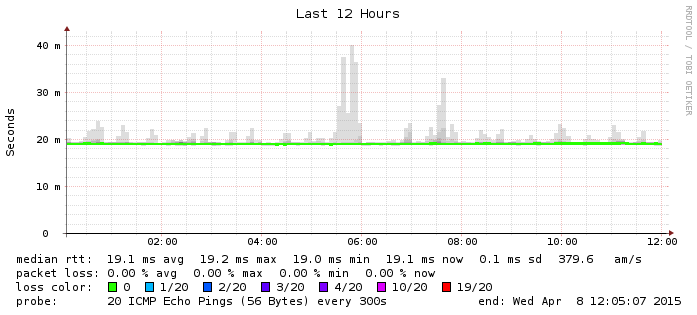 Last 12 Hours
RRDTOOL / TOBI OETIKER
Seconds
40 m
30 m
20 m
10 m
0
02:00 04:00 06:00 08:00 10:00 12:00
median rtt: 19.1 ms avg 19.2 ms max 19.0 ms min 19.1 ms now 0.1 ms sd 379.6 am/s
packet loss: 0.00 % avg 0.00 % max 0.00 % min 0.00 % now
loss color: 0 1/20 2/20 3/20 4/20 10/20 19/20
probe: 20 ICMP Echo Pings (56 Bytes) every 300s end: Wed Apr 8 12:05:07 2015